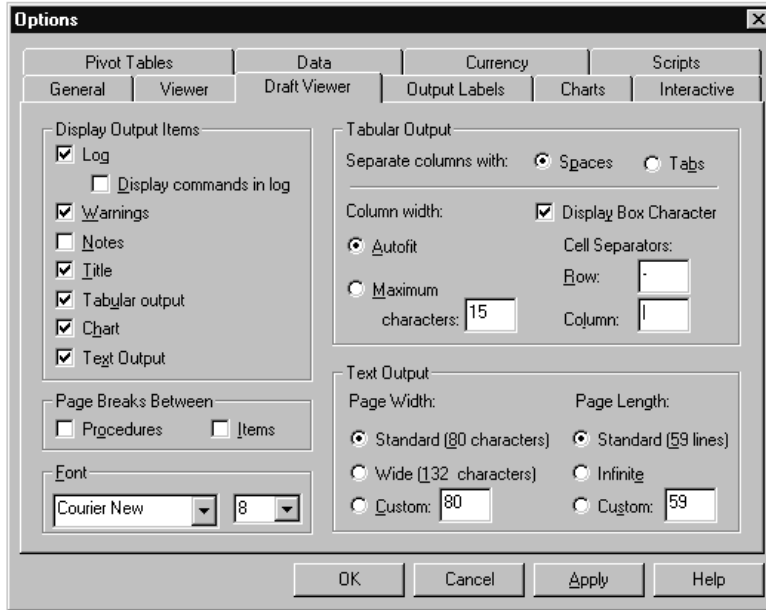 Options
Pivot Tables
Data
Currency
Scripts
General
Viewer
Draft Viewer
Output Labels
Charts
Interactive
Display Output Items
Log
Display commands in log
Warnings
Notes
Title
Tabular output
Chart
Text Output
Page Breaks Between
Procedures
Items
Font
Courier New
8
Tabular Output
Separate columns with:
Spaces
Tabs
Column width:
Autofit
Maximum
characters: 15
Display Box Character
Cell Separators:
Row: -
Column: |
Text Output
Page Width:
Standard (80 characters)
Wide (132 characters)
Custom: 80
Page Length:
Standard (59 lines)
Infinite
Custom: 59
OK
Cancel
Apply
Help